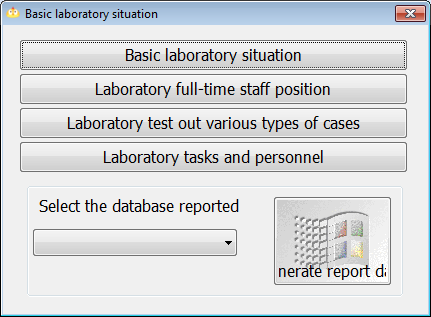 Basic laboratory situation
Basic laboratory situation
Laboratory full-time staff position
Laboratory test out various types of cases
Laboratory tasks and personnel
Select the database reported
nerate report da